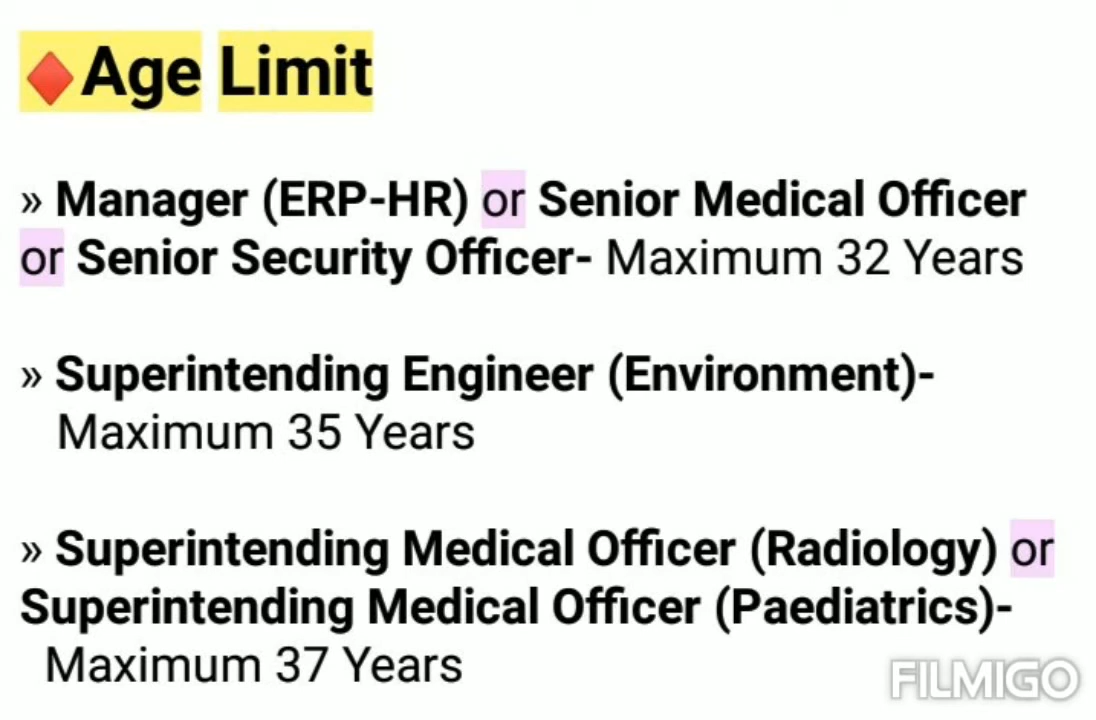 ♦Age Limit
» Manager (ERP-HR) or Senior Medical Officer
or Senior Security Officer- Maximum 32 Years
» Superintending Engineer (Environment)-
Maximum 35 Years
» Superintending Medical Officer (Radiology) or
Superintending Medical Officer (Paediatrics)-
Maximum 37 Years
FILMIGO